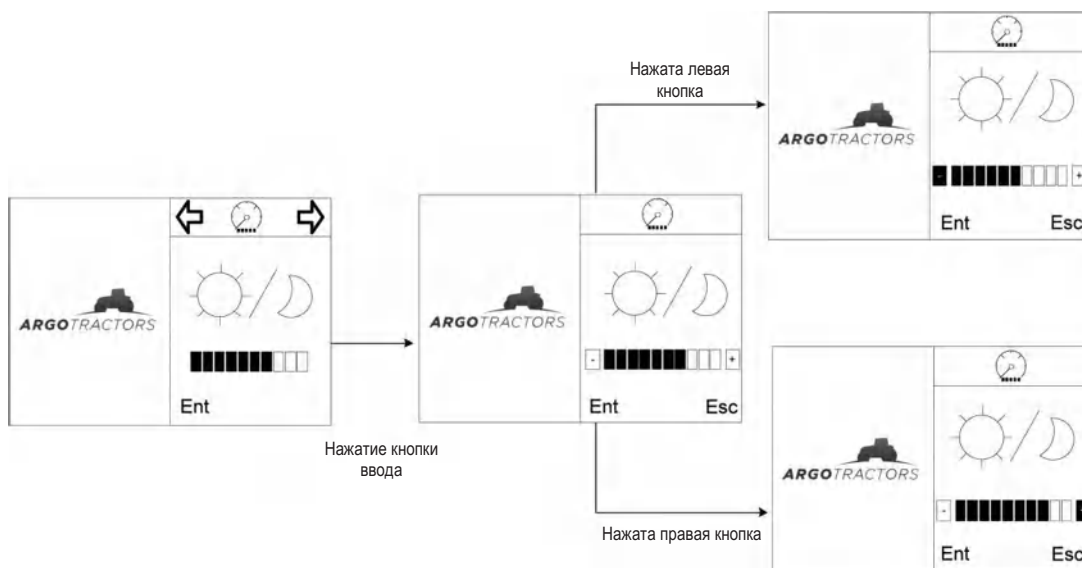 ARGOTRACTORS
Ent
Нажатие кнопки
ввода
ARGOTRACTORS
- +
Ent Esc
Нажата левая
кнопка
ARGOTRACTORS
- +
Ent Esc
Нажата правая кнопка
ARGOTRACTORS
- +
Ent Esc